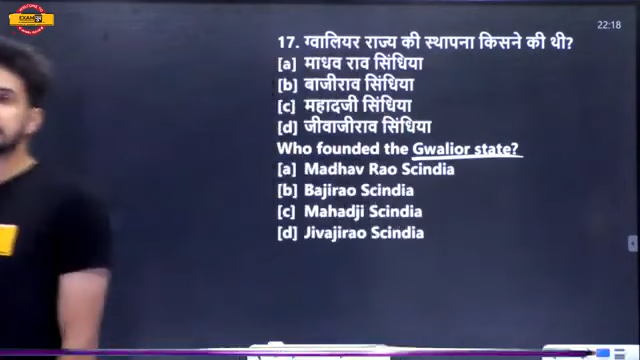 EXAM
22:18
17. ग्वालियर राज्य की स्थापना किसने की थी?
[a] माधव राव सिंधिया
[b] बाजीराव सिंधिया
[c] महादजी सिंधिया
[d] जीवाजीराव सिंधिया
Who founded the Gwalior state?
[a] Madhav Rao Scindia
[b] Bajirao Scindia
[c] Mahadji Scindia
[d] Jivajirao Scindia